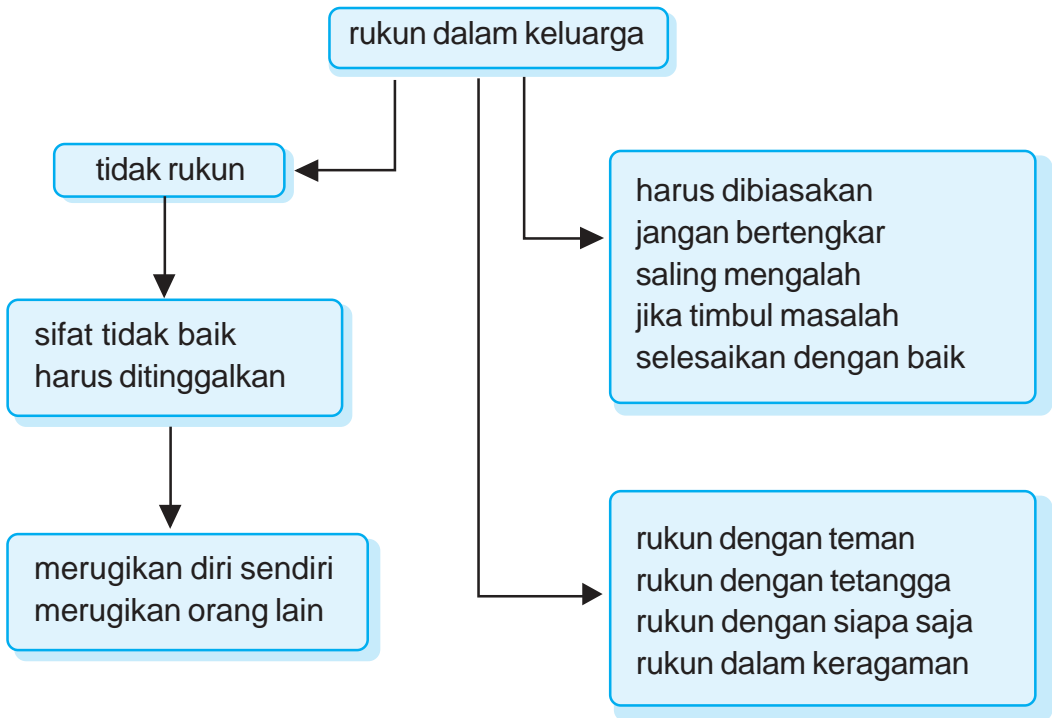 rukun dalam keluarga
tidak rukun
sifat tidak baik
harus ditinggalkan
merugikan diri sendiri
merugikan orang lain
harus dibiasakan
jangan bertengkar
saling mengalah
jika timbul masalah
selesaikan dengan baik
rukun dengan teman
rukun dengan tetangga
rukun dengan siapa saja
rukun dalam keragaman